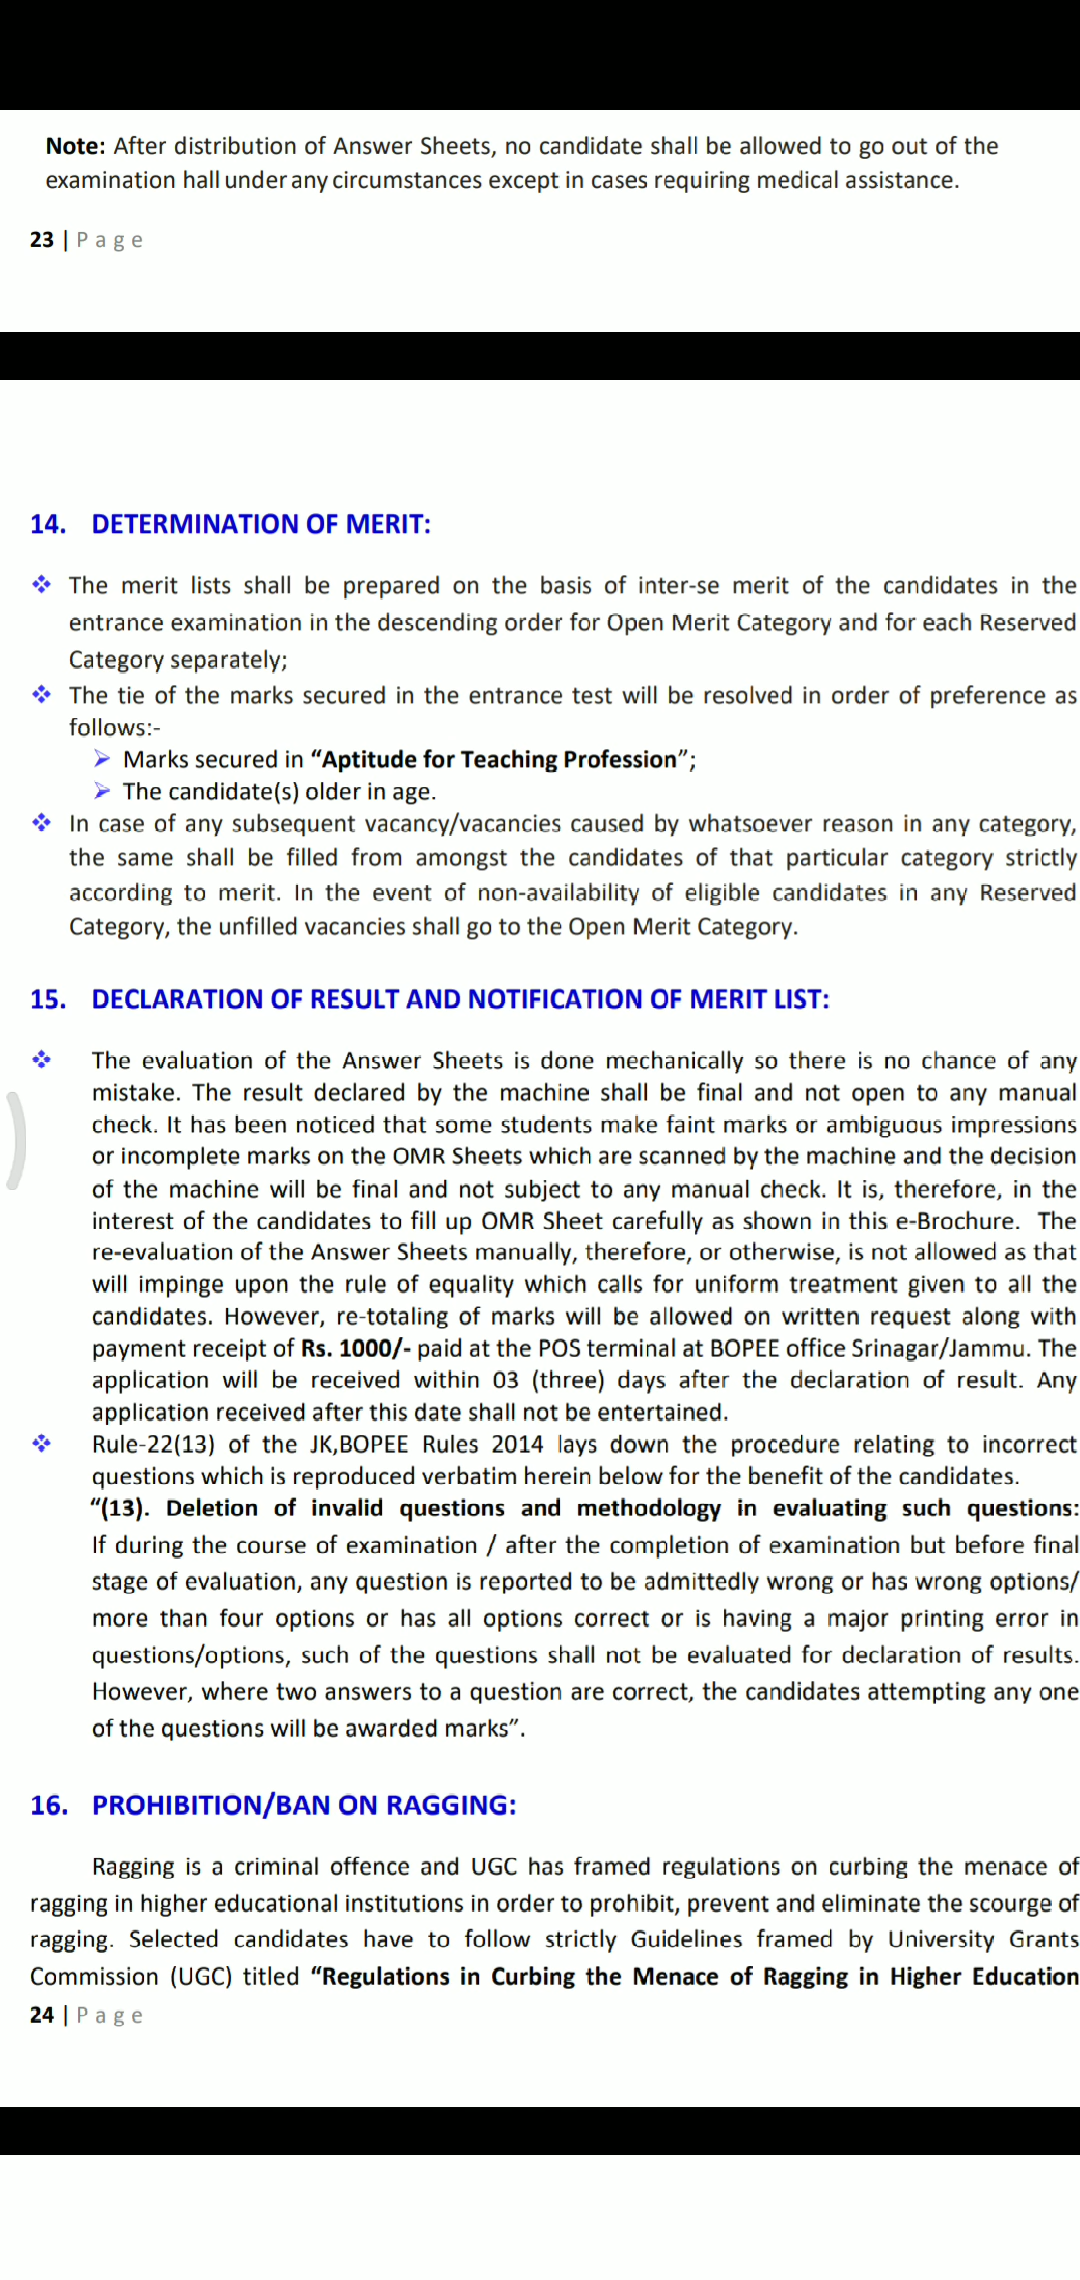 Note: After distribution of Answer Sheets, no candidate shall be allowed to go out of the
examination hall under any circumstances except in cases requiring medical assistance.
23 | P a g e
14. DETERMINATION OF MERIT:
❖ The merit lists shall be prepared on the basis of inter-se merit of the candidates in the
entrance examination in the descending order for Open Merit Category and for each Reserved
Category separately;
❖ The tie of the marks secured in the entrance test will be resolved in order of preference as
follows:-
➢ Marks secured in “Aptitude for Teaching Profession”;
➢ The candidate(s) older in age.
❖ In case of any subsequent vacancy/vacancies caused by whatsoever reason in any category,
the same shall be filled from amongst the candidates of that particular category strictly
according to merit. In the event of non-availability of eligible candidates in any Reserved
Category, the unfilled vacancies shall go to the Open Merit Category.
15. DECLARATION OF RESULT AND NOTIFICATION OF MERIT LIST:
❖ The evaluation of the Answer Sheets is done mechanically so there is no chance of any
mistake. The result declared by the machine shall be final and not open to any manual
check. It has been noticed that some students make faint marks or ambiguous impressions
or incomplete marks on the OMR Sheets which are scanned by the machine and the decision
of the machine will be final and not subject to any manual check. It is, therefore, in the
interest of the candidates to fill up OMR Sheet carefully as shown in this e-Brochure. The
re-evaluation of the Answer Sheets manually, therefore, or otherwise, is not allowed as that
will impinge upon the rule of equality which calls for uniform treatment given to all the
candidates. However, re-totaling of marks will be allowed on written request along with
payment receipt of Rs. 1000/- paid at the POS terminal at BOPEE office Srinagar/Jammu. The
application will be received within 03 (three) days after the declaration of result. Any
application received after this date shall not be entertained.
❖ Rule-22(13) of the JK,BOPEE Rules 2014 lays down the procedure relating to incorrect
questions which is reproduced verbatim herein below for the benefit of the candidates.
“(13). Deletion of invalid questions and methodology in evaluating such questions:
If during the course of examination / after the completion of examination but before final
stage of evaluation, any question is reported to be admittedly wrong or has wrong options/
more than four options or has all options correct or is having a major printing error in
questions/options, such of the questions shall not be evaluated for declaration of results.
However, where two answers to a question are correct, the candidates attempting any one
of the questions will be awarded marks”.
16. PROHIBITION/BAN ON RAGGING:
Ragging is a criminal offence and UGC has framed regulations on curbing the menace of
ragging in higher educational institutions in order to prohibit, prevent and eliminate the scourge of
ragging. Selected candidates have to follow strictly Guidelines framed by University Grants
Commission (UGC) titled “Regulations in Curbing the Menace of Ragging in Higher Education
24 | P a g e